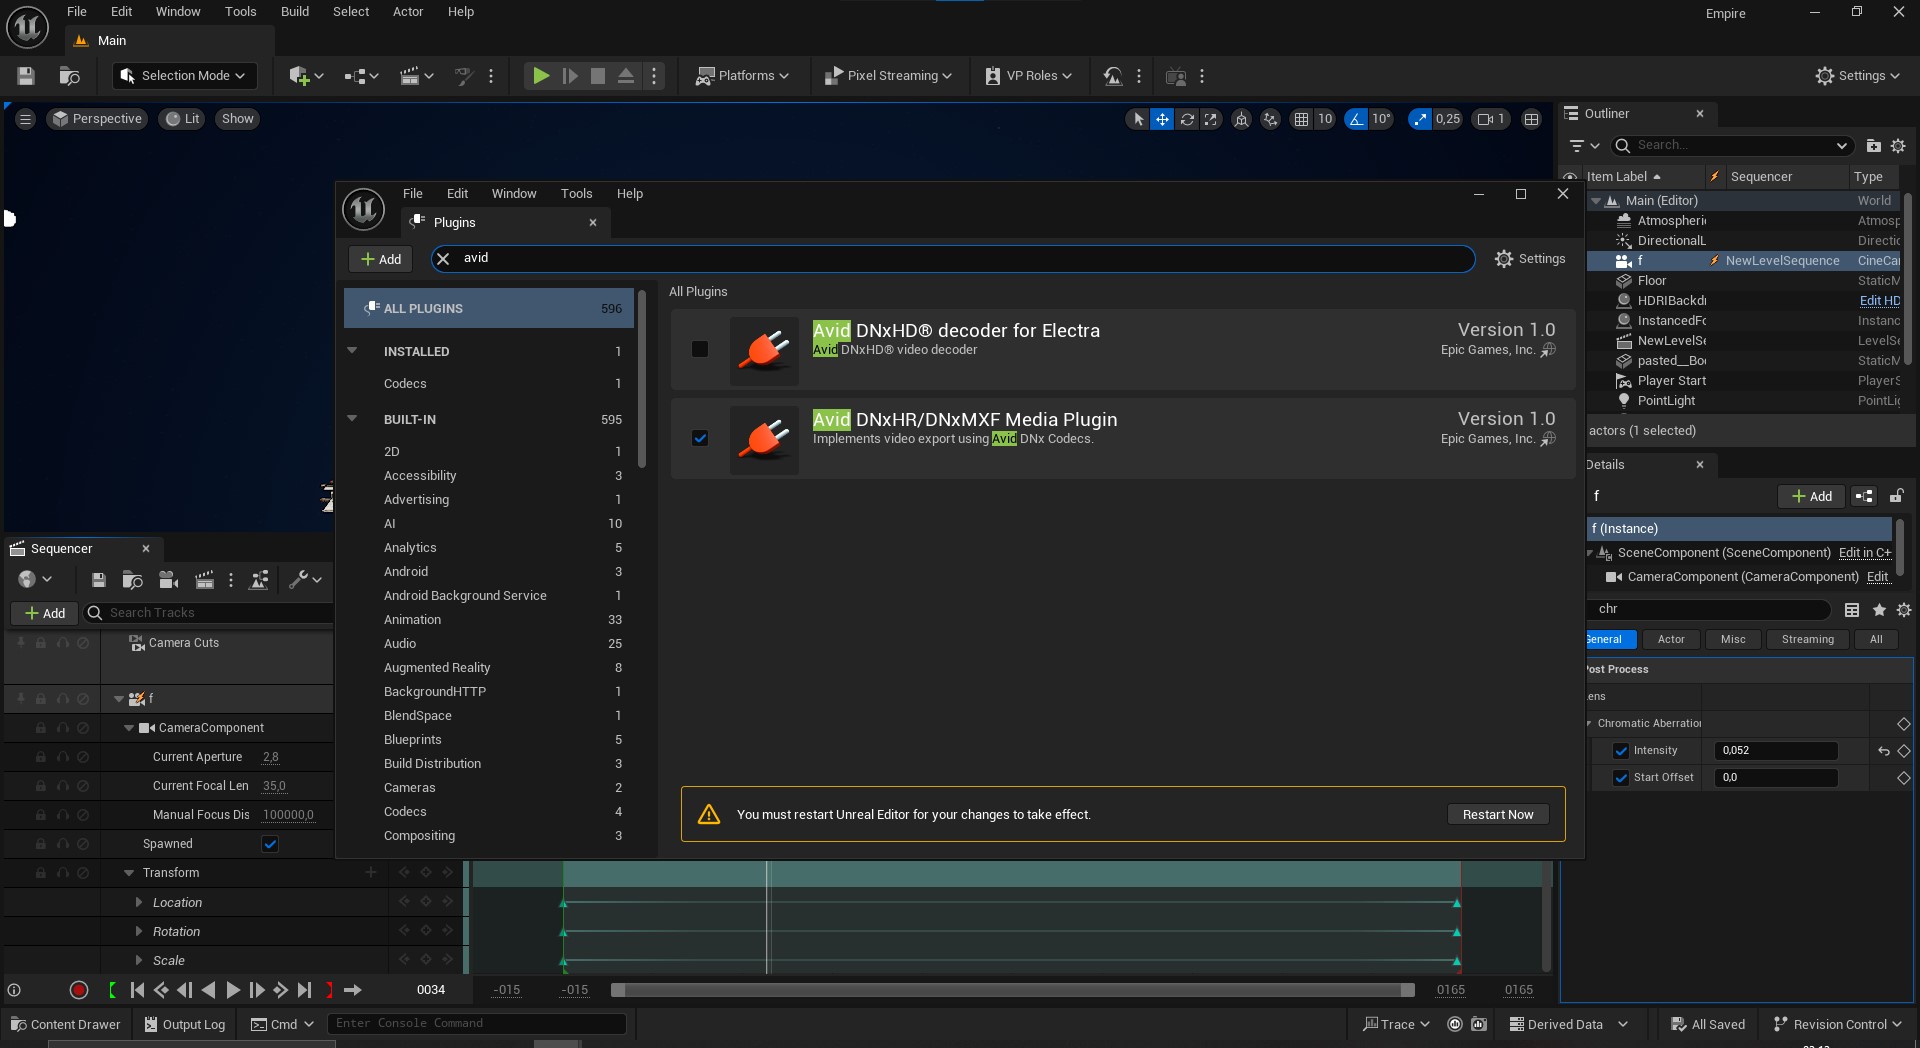 File Edit Window Tools Build Select Actor Help
Empire
Main
Selection Mode
Platforms
Pixel Streaming
VP Roles
Settings
Perspective
Lit
Show
10
10°
0,25
1
Outliner
Search...
Item Label
Sequencer
Type
Main (Editor)
World
Atmospheri
Atmosp
DirectionalL
Directio
f
NewLevelSequence
CineCar
Floor
StaticM
HDRIBackdr
Edit HD
InstancedFo
Instanc
NewLevelSe
LevelSe
pasted__Bo
StaticM
Player Start
PlayerS
PointLight
PointLig
actors (1 selected)
File Edit Window Tools Help
Plugins
Add
avid
Settings
ALL PLUGINS 596
INSTALLED 1
Codecs 1
BUILT-IN 595
2D 1
Accessibility 3
Advertising 1
AI 10
Analytics 5
Android 3
Android Background Service 1
Animation 33
Audio 25
Augmented Reality 8
BackgroundHTTP 1
BlendSpace 1
Blueprints 5
Build Distribution 3
Cameras 2
Codecs 4
Compositing 3
All Plugins
Avid DNxHD® decoder for Electra
Version 1.0
Avid DNxHD® video decoder
Epic Games, Inc.
Avid DNxHR/DNxMXF Media Plugin
Version 1.0
Implements video export using Avid DNx Codecs.
Epic Games, Inc.
You must restart Unreal Editor for your changes to take effect.
Restart Now
Details
f
Add
f (Instance)
SceneComponent (SceneComponent)
Edit in C+
CameraComponent (CameraComponent)
Edit
chr
General
Actor
Misc
Streaming
All
Post Process
Lens
Chromatic Aberration
Intensity
0,052
Start Offset
0,0
Sequencer
Add
Search Tracks
Camera Cuts
f
CameraComponent
Current Aperture 2,8
Current Focal Len 35,0
Manual Focus Dis 100000,0
Spawned
Transform
Location
Rotation
Scale
0034
-015
-015
0165
0165
Content Drawer
Output Log
Cmd
Enter Console Command
Trace
Derived Data
All Saved
Revision Control